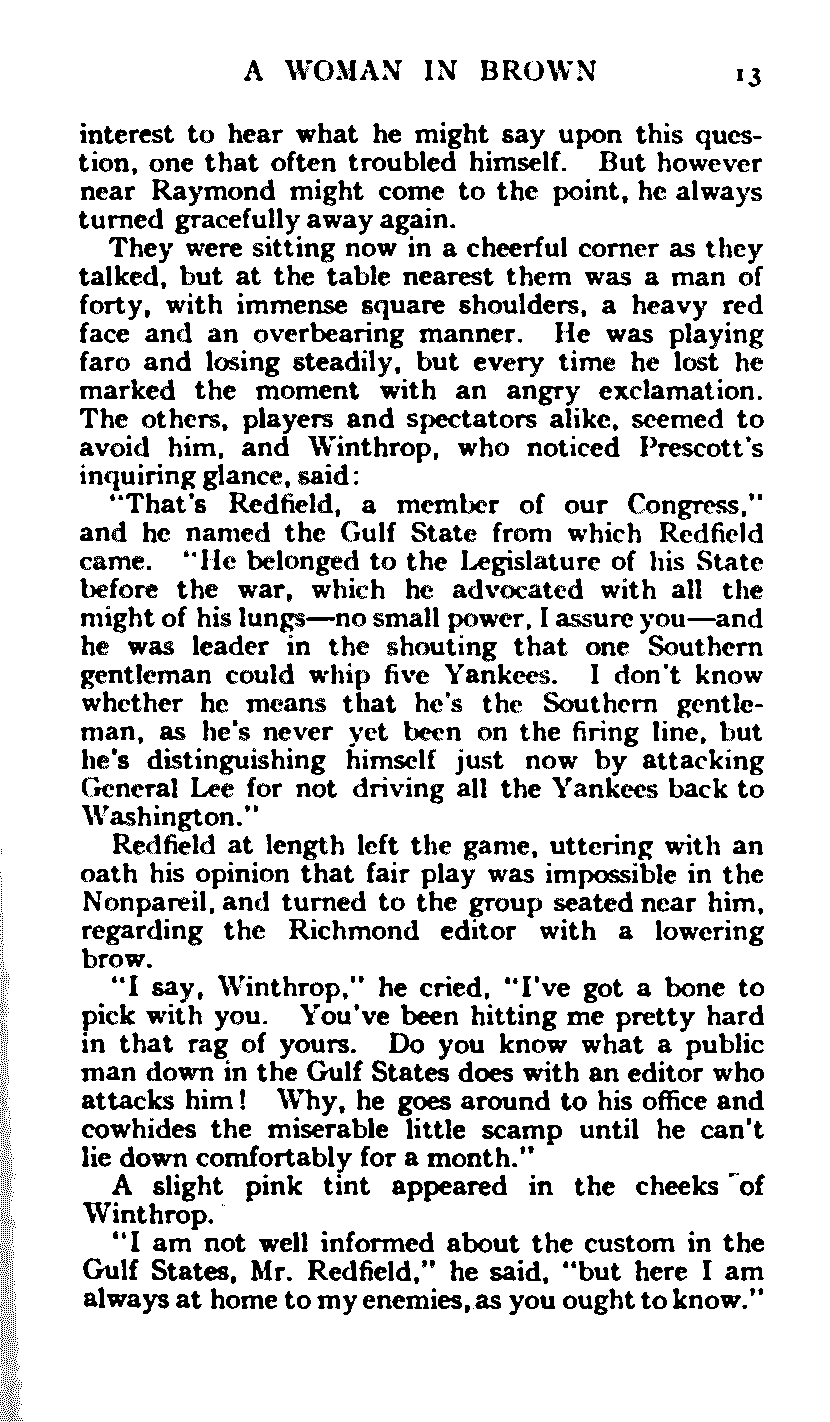 A WOMAN IN BROWN 13
interest to hear what he might say upon this ques-
tion, one that often troubled himself. But however
near Raymond might come to the point, he always
turned gracefully away again.
They were sitting now in a cheerful corner as they
talked, but at the table nearest them was a man of
forty, with immense square shoulders, a heavy red
face and an overbearing manner. He was playing
faro and losing steadily, but every time he lost he
marked the moment with an angry exclamation.
The others, players and spectators alike, seemed to
avoid him, and Winthrop, who noticed Prescott's
inquiring glance, said:
"That's Redfield, a member of our Congress,"
and he named the Gulf State from which Redfield
came. "He belonged to the Legislature of his State
before the war, which he advocated with all the
might of his lungs—no small power, I assure you—and
he was leader in the shouting that one Southern
gentleman could whip five Yankees. I don't know
whether he means that he's the Southern gentle-
man, as he's never yet been on the firing line, but
he's distinguishing himself just now by attacking
General Lee for not driving all the Yankees back to
Washington."
Redfield at length left the game, uttering with an
oath his opinion that fair play was impossible in the
Nonpareil, and turned to the group seated near him,
regarding the Richmond editor with a lowering
brow.
"I say, Winthrop," he cried, "I've got a bone to
pick with you. You've been hitting me pretty hard
in that rag of yours. Do you know what a public
man down in the Gulf States does with an editor who
attacks him! Why, he goes around to his office and
cowhides the miserable little scamp until he can't
lie down comfortably for a month."
A slight pink tint appeared in the cheeks of
Winthrop.
"I am not well informed about the custom in the
Gulf States, Mr. Redfield," he said, "but here I am
always at home to my enemies, as you ought to know."